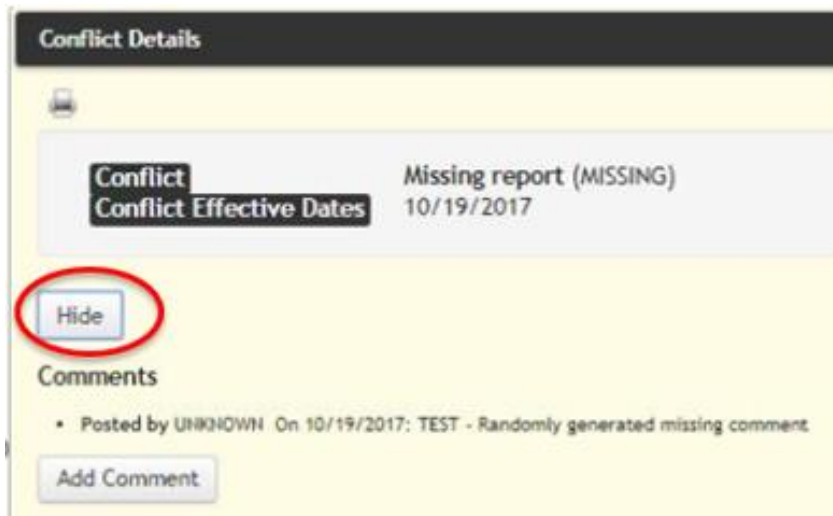 Conflict Details
Conflict Missing report (MISSING)
Conflict Effective Dates 10/19/2017
Hide
Comments
• Posted by UNKNOWN On 10/19/2017: TEST - Randomly generated missing comment
Add Comment